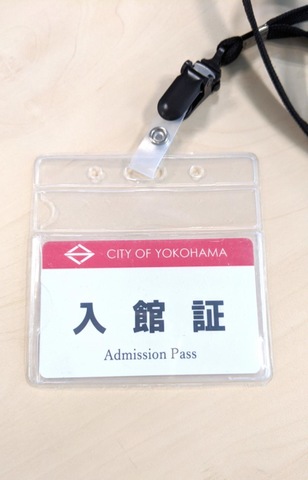 CITY OF YOKOHAMA
入館証
Admission Pass